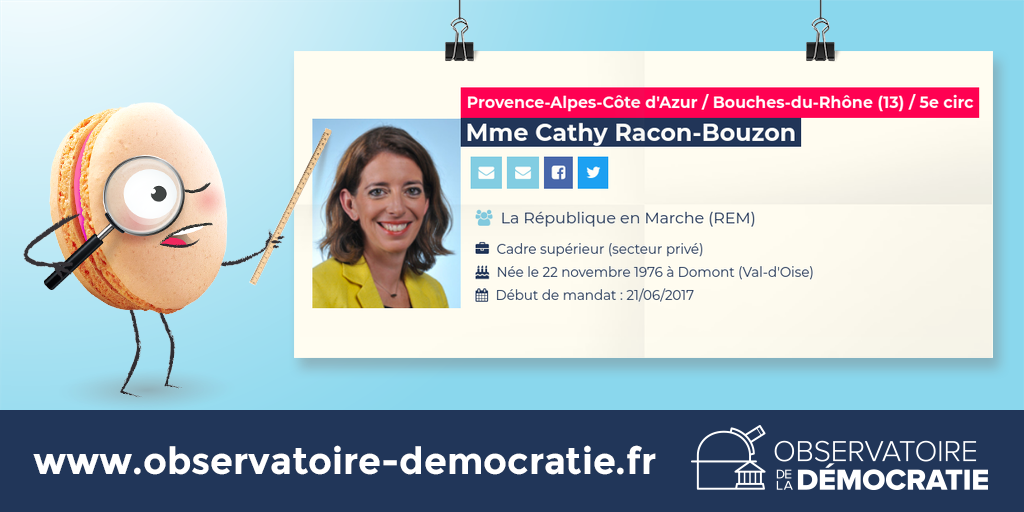 Provence-Alpes-Côte d'Azur / Bouches-du-Rhône (13) / 5e circ
Mme Cathy Racon-Bouzon
La République en Marche (REM)
Cadre supérieur (secteur privé)
Née le 22 novembre 1976 à Domont (Val-d'Oise)
Début de mandat : 21/06/2017
www.observatoire-democratie.fr
OBSERVATOIRE
DE LA DÉMOCRATIE